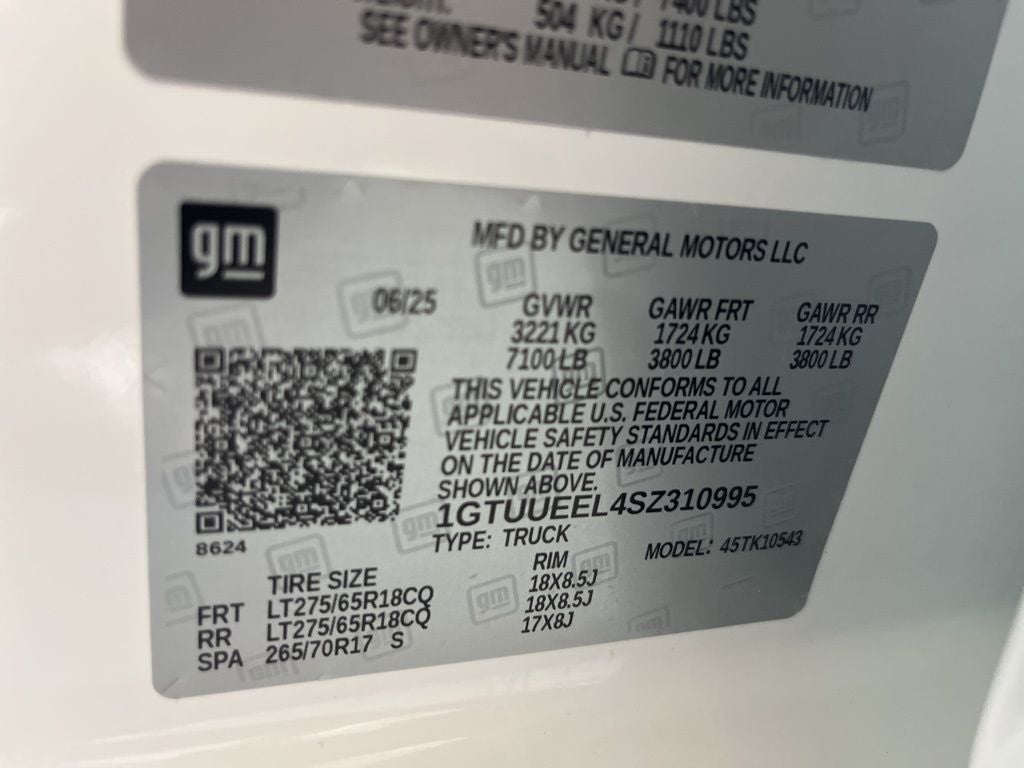 7400 LBS
504 KG/ 1110 LBS
SEE OWNER'S MANUAL FOR MORE INFORMATION
gm
MFD BY GENERAL MOTORS LLC
06/25 GVWR GAWR FRT GAWR RR
3221 KG 1724 KG 1724 KG
7100 LB 3800 LB 3800 LB
THIS VEHICLE CONFORMS TO ALL
APPLICABLE U.S. FEDERAL MOTOR
VEHICLE SAFETY STANDARDS IN EFFECT
ON THE DATE OF MANUFACTURE
SHOWN ABOVE.
1GTUUEEL4SZ310995
8624 TYPE: TRUCK MODEL: 45TK10543
TIRE SIZE RIM
FRT LT275/65R18CQ 18X8.5J
RR LT275/65R18CQ 18X8.5J
SPA 265/70R17 S 17X8J